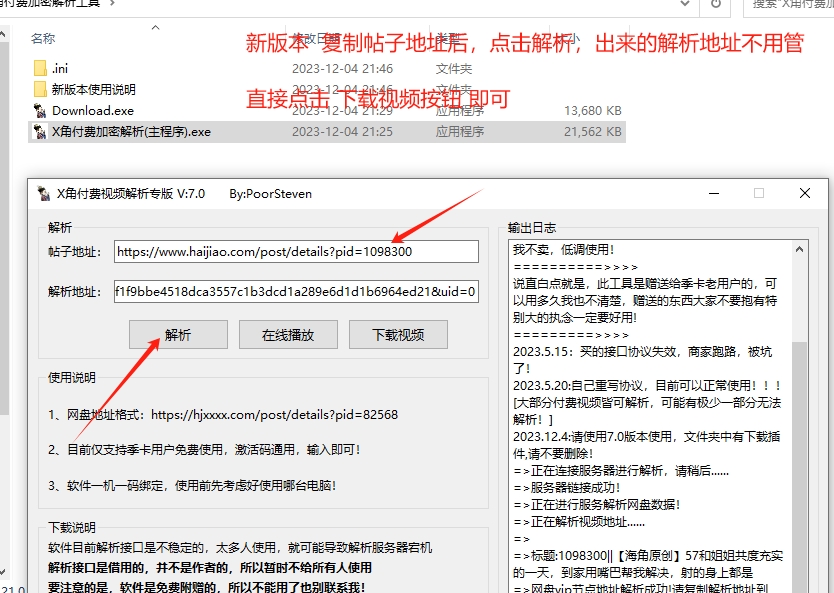 角付费加密解析工具
搜索"X角付费加
名称
修改日期
类型
大小
新版本 复制帖子地址后，点击解析，出来的解析地址不用管
.ini
2023-12-04 21:46
文件夹
新版本使用说明
2023-12-04 21:46
文件夹
直接点击 下载视频按钮 即可
Download.exe
2023-12-04 21:29
应用程序
13,680 KB
X角付费加密解析(主程序).exe
2023-12-04 21:25
应用程序
21,562 KB
X角付费视频解析专版 V:7.0 By:PoorSteven
解析
帖子地址：
https://www.haijiao.com/post/details?pid=1098300
解析地址：
f1f9bbe4518dca3557c1b3dcd1a289e6d1d1b6964ed21&uid=0
解析
在线播放
下载视频
使用说明
1、网盘地址格式：https://hjxxxx.com/post/details?pid=82568
2、目前仅支持季卡用户免费使用，激活码通用，输入即可！
3、软件一机一码绑定，使用前先考虑好使用哪台电脑！
下载说明
软件目前解析接口是不稳定的，太多人使用，就可能导致解析服务器宕机
解析接口是借用的，并不是作者的，所以暂时不给所有人使用
要注意的是，软件是免费附赠的，所以不能用了也别联系我！
输出日志
我不卖，低调使用！
==========>>>>
说直白点就是，此工具是赠送给季卡老用户的，可
以用多久我也不清楚，赠送的东西大家不要抱有特
别大的执念一定要好用！
==========>>>>
2023.5.15：买的接口协议失效，商家跑路，被坑
了！
2023.5.20:自己重写协议，目前可以正常使用！！！
[大部分付费视频皆可解析，可能有极少一部分无法
解析！]
2023.12.4:请使用7.0版本使用，文件夹中有下载插
件,请不要删除！
=>正在连接服务器进行解析，请稍后......
=>服务器链接成功！
=>正在进行服务解析网盘数据！
=>正在解析视频地址......
=>
=>标题:1098300||【海角原创】57和姐姐共度充实
的一天，到家用嘴巴帮我解决，射的身上都是
=>网盘vip节点地址解析成功!请复制解析地址到
21.0